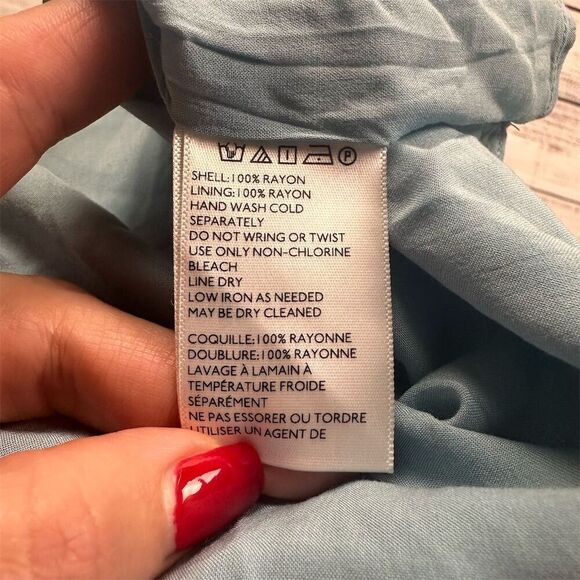 SHELL:100% RAYON
LINING:100% RAYON
HAND WASH COLD
SEPARATELY
DO NOT WRING OR TWIST
USE ONLY NON-CHLORINE
BLEACH
LINE DRY
LOW IRON AS NEEDED
MAY BE DRY CLEANED
COQUILLE:100% RAYONNE
DOUBLURE:100% RAYONNE
LAVAGE À LAMAIN À
TEMPÉRATURE FROIDE
SÉPARÉMENT
NE PAS ESSORER OU TORDRE
UTILISER UN AGENT DE